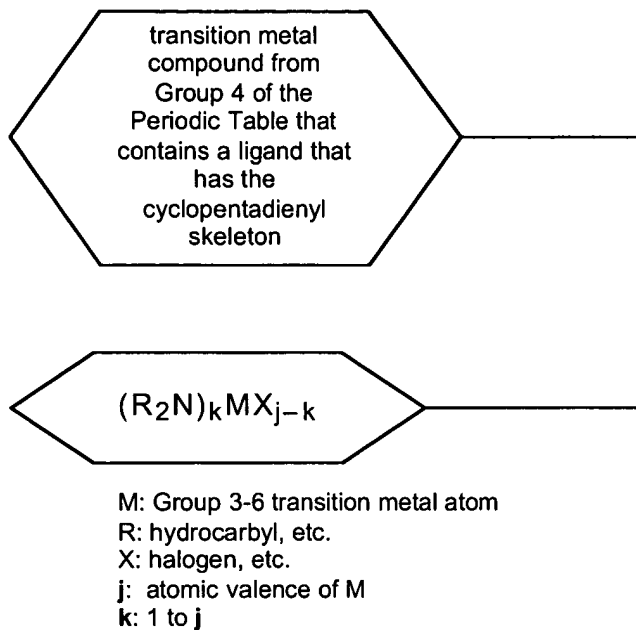 transition metal
compound from
Group 4 of the
Periodic Table that
contains a ligand that
has the
cyclopentadienyl
skeleton
(R₂N)ₖMXⱼ₋ₖ
M: Group 3-6 transition metal atom
R: hydrocarbyl, etc.
X: halogen, etc.
j: atomic valence of M
k: 1 to j